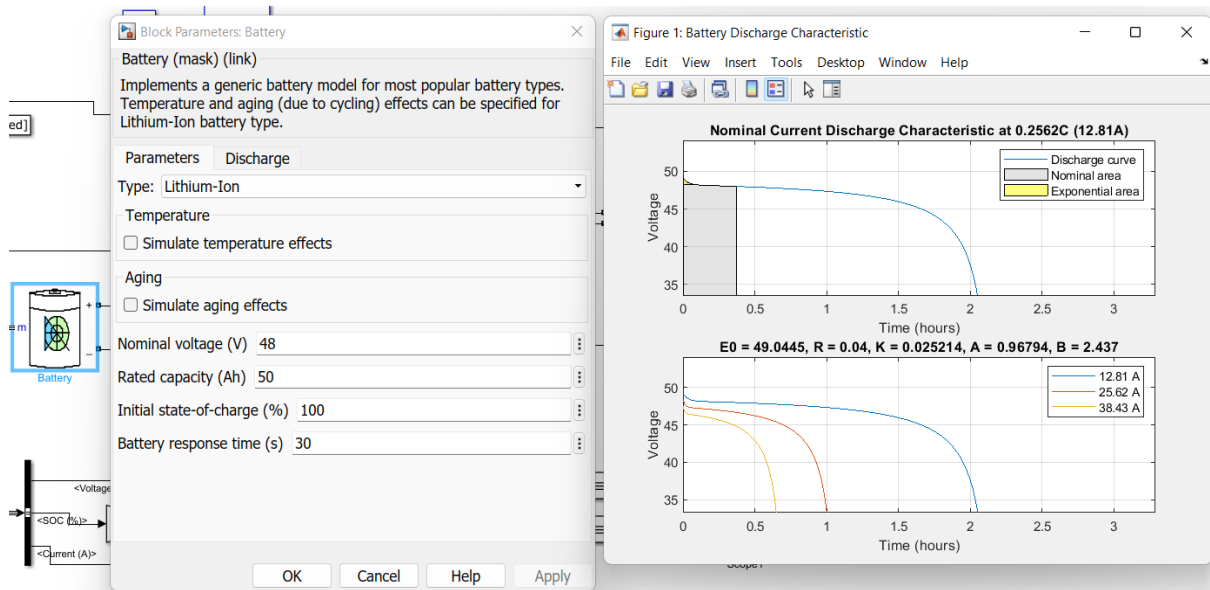 Block Parameters: Battery
Battery (mask) (link)
Implements a generic battery model for most popular battery types.
Temperature and aging (due to cycling) effects can be specified for
Lithium-Ion battery type.
Parameters Discharge
Type: Lithium-Ion
Temperature
Simulate temperature effects
Aging
Simulate aging effects
Nominal voltage (V) 48
Rated capacity (Ah) 50
Initial state-of-charge (%) 100
Battery response time (s) 30
OK Cancel Help Apply
ed]
m
+
–
Battery
<Voltage
<SOC (%)>
<Current (A)>
Figure 1: Battery Discharge Characteristic
File Edit View Insert Tools Desktop Window Help
Nominal Current Discharge Characteristic at 0.2562C (12.81A)
Discharge curve
Nominal area
Exponential area
Voltage
50
45
40
35
0 0.5 1 1.5 2 2.5 3
Time (hours)
E0 = 49.0445, R = 0.04, K = 0.025214, A = 0.96794, B = 2.437
12.81 A
25.62 A
38.43 A
Voltage
50
45
40
35
0 0.5 1 1.5 2 2.5 3
Time (hours)